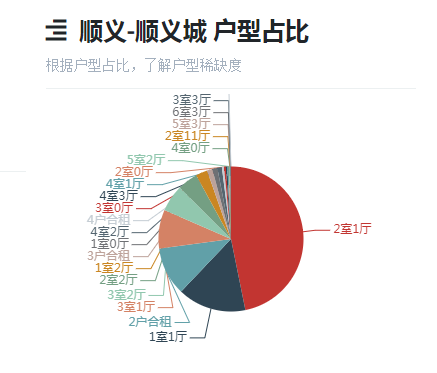 顺义-顺义城 户型占比
根据户型占比，了解户型稀缺度
3室3厅
6室3厅
5室3厅
2室11厅
4室0厅
5室2厅
2室0厅
4室1厅
4室3厅
3室0厅
2室1厅
4户合租
4室2厅
1室0厅
3户合租
1室2厅
2室2厅
3室2厅
3室1厅
2户合租
1室1厅